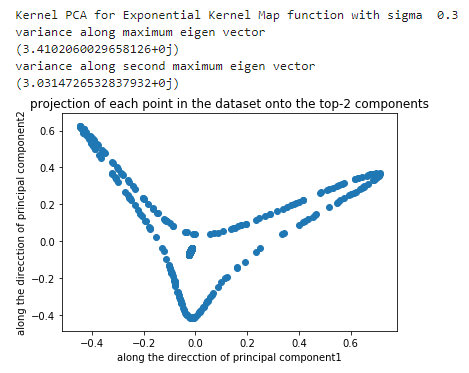 Kernel PCA for Exponential Kernel Map function with sigma  0.3
variance along maximum eigen vector
(3.4102060029658126+0j)
variance along second maximum eigen vector
(3.0314726532837932+0j)
projection of each point in the dataset onto the top-2 components
along the direcction of principal component2
0.6
0.4
0.2
0.0
−0.2
−0.4
−0.4
−0.2
0.0
0.2
0.4
0.6
along the direcction of principal component1